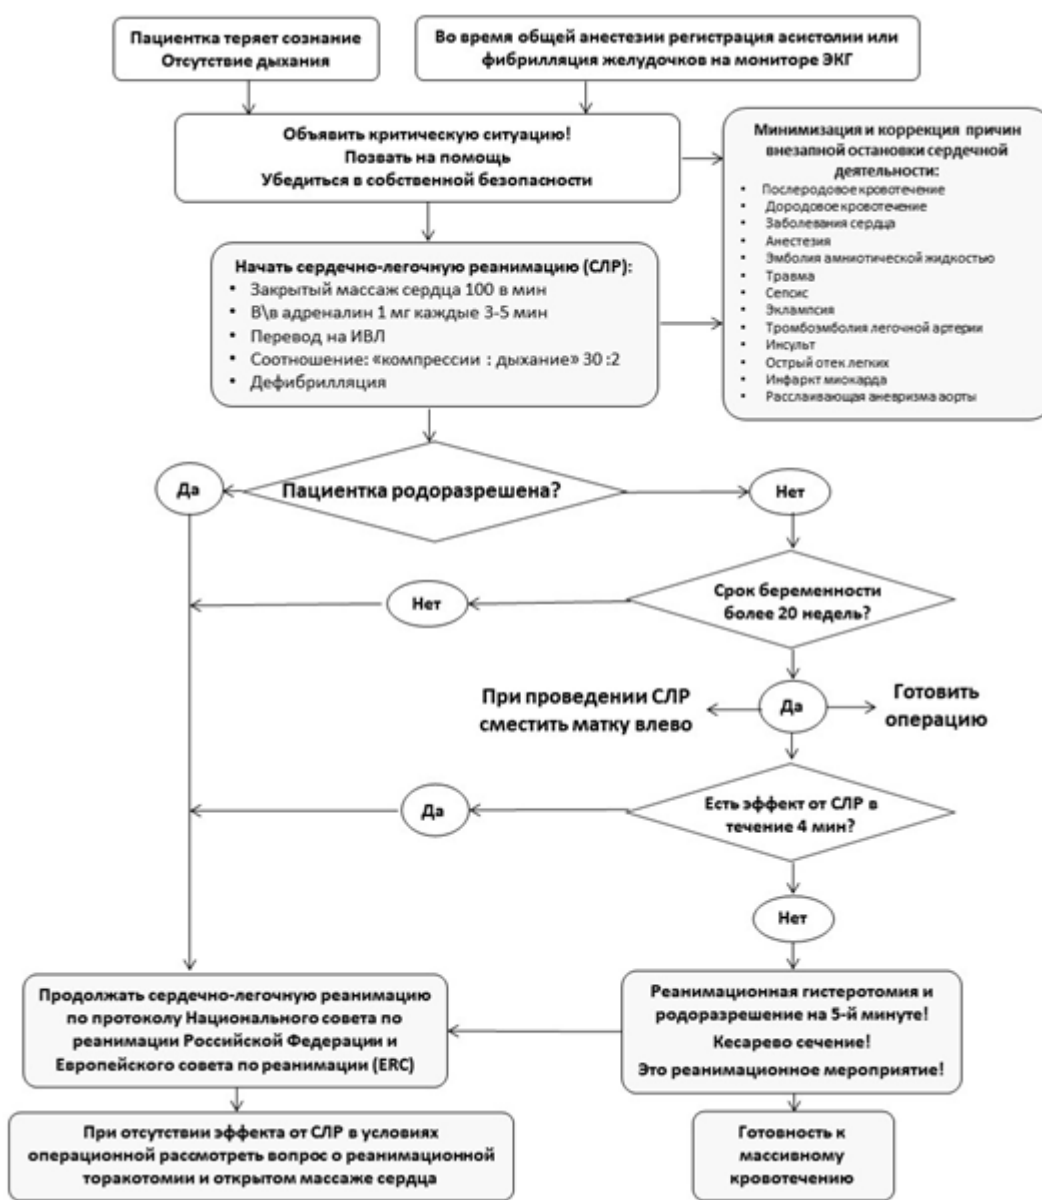 Пациентка теряет сознание
Отсутствие дыхания
Во время общей анестезии регистрация асистолии или
фибрилляция желудочков на мониторе ЭКГ
Объявить критическую ситуацию!
Позвать на помощь
Убедиться в собственной безопасности
Минимизация и коррекция причин
внезапной остановки сердечной
деятельности:
• Послеродовое кровотечение
• Дородовое кровотечение
• Заболевания сердца
• Анестезия
• Эмболия амниотической жидкостью
• Травма
• Сепсис
• Эклампсия
• Тромбоэмболия легочной артерии
• Инсульт
• Острый отек легких
• Инфаркт миокарда
• Расслаивающая аневризма аорты
Начать сердечно-легочную реанимацию (СЛР):
• Закрытый массаж сердца 100 в мин
• В\в адреналин 1 мг каждые 3-5 мин
• Перевод на ИВЛ
• Соотношение: «компрессии : дыхание» 30 :2
• Дефибрилляция
Да
Пациентка родоразрешена?
Нет
Срок беременности
более 20 недель?
Нет
При проведении СЛР
сместить матку влево
Да
Готовить
операцию
Есть эффект от СЛР в
течение 4 мин?
Да
Нет
Продолжать сердечно-легочную реанимацию
по протоколу Национального совета по
реанимации Российской Федерации и
Европейского совета по реанимации (ERC)
Реанимационная гистеротомия и
родоразрешение на 5-й минуте!
Кесарево сечение!
Это реанимационное мероприятие!
При отсутствии эффекта от СЛР в условиях
операционной рассмотреть вопрос о реанимационной
торакотомии и открытом массаже сердца
Готовность к
массивному
кровотечению